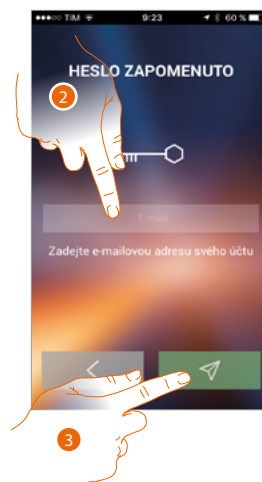 TIM 9:23 60 %
HESLO ZAPOMENUTO
2
E-mail
Zadejte e-mailovou adresu svého účtu
3